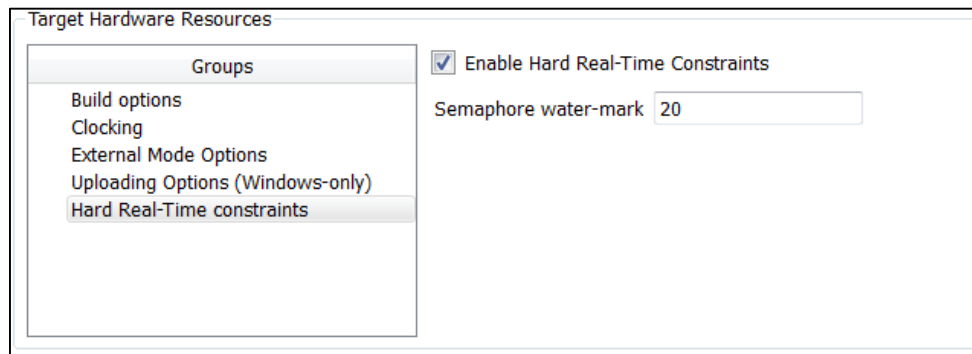 Target Hardware Resources
Groups
Build options
Clocking
External Mode Options
Uploading Options (Windows-only)
Hard Real-Time constraints
Enable Hard Real-Time Constraints
Semaphore water-mark 20